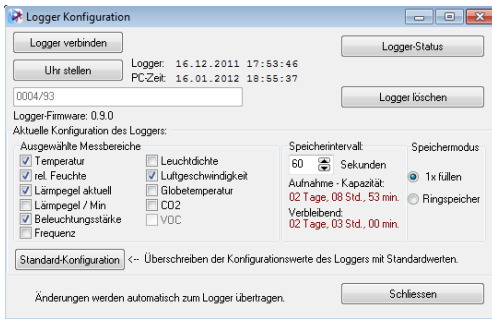 Logger Konfiguration
Logger verbinden
Logger-Status
Uhr stellen
Logger: 16.12.2011 17:53:46
PC-Zeit: 16.01.2012 18:55:37
0004/93
Logger löschen
Logger-Firmware: 0.9.0
Aktuelle Konfiguration des Loggers:
Ausgewählte Messbereiche
Temperatur
rel. Feuchte
Lärmpegel aktuell
Lärmpegel / Min
Beleuchtungsstärke
Frequenz
Leuchtdichte
Luftgeschwindigkeit
Globetemperatur
CO2
VOC
Speicherintervall:
60 Sekunden
Aufnahme - Kapazität:
02 Tage, 08 Std., 53 min.
Verbleibend:
02 Tage, 03 Std., 00 min.
Speichermodus
1x füllen
Ringspeicher
Standard-Konfiguration <-- Überschreiben der Konfigurationswerte des Loggers mit Standardwerten.
Änderungen werden automatisch zum Logger übertragen.
Schliessen